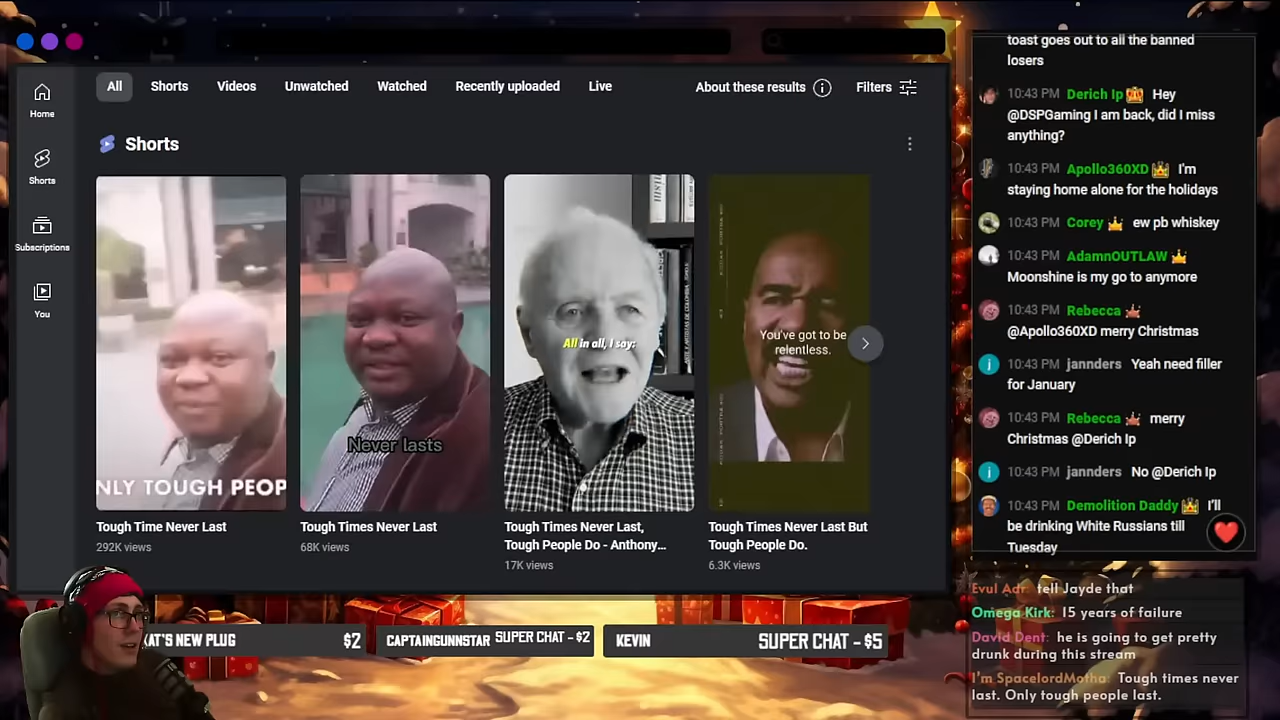 All
Shorts
Videos
Unwatched
Watched
Recently uploaded
Live
About these results
Filters
Home
Shorts
Subscriptions
You
Shorts
NLY TOUGH PEOP
Never lasts
All in all, I say:
You've got to be
relentless.
Tough Time Never Last
292K views
Tough Times Never Last
68K views
Tough Times Never Last,
Tough People Do - Anthony...
17K views
Tough Times Never Last But
Tough People Do.
6.3K views
KAT'S NEW PLUG $2
CAPTAINGUNNSTAR SUPER CHAT - $2
KEVIN SUPER CHAT - $5
toast goes out to all the banned
losers
10:43 PM Derich Ip Hey
@DSPGaming I am back, did I miss
anything?
10:43 PM Apollo360XD I'm
staying home alone for the holidays
10:43 PM Corey ew pb whiskey
10:43 PM AdamnOUTLAW
Moonshine is my go to anymore
10:43 PM Rebecca
@Apollo360XD merry Christmas
j 10:43 PM jannders Yeah need filler
for January
10:43 PM Rebecca merry
Christmas @Derich Ip
j 10:43 PM jannders No @Derich Ip
10:43 PM Demolition Daddy I'll
be drinking White Russians till
Tuesday
Evul Adr: tell Jayde that
Omega Kirk: 15 years of failure
David Dent: he is going to get pretty
drunk during this stream
I'm SpacelordMotha: Tough times never
last. Only tough people last.